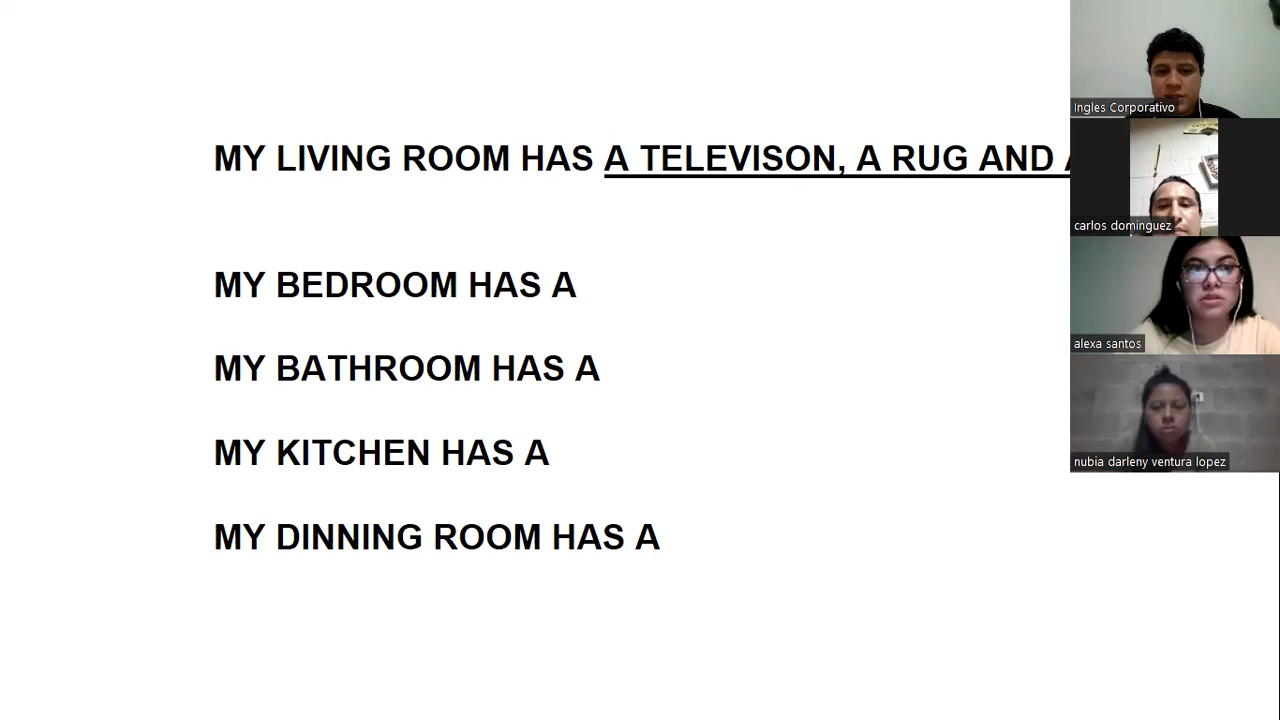 MY LIVING ROOM HAS A TELEVISON, A RUG AND
MY BEDROOM HAS A
MY BATHROOM HAS A
MY KITCHEN HAS A
MY DINNING ROOM HAS A
Ingles Corporativo
carlos dominguez
alexa santos
nubia darleny ventura lopez